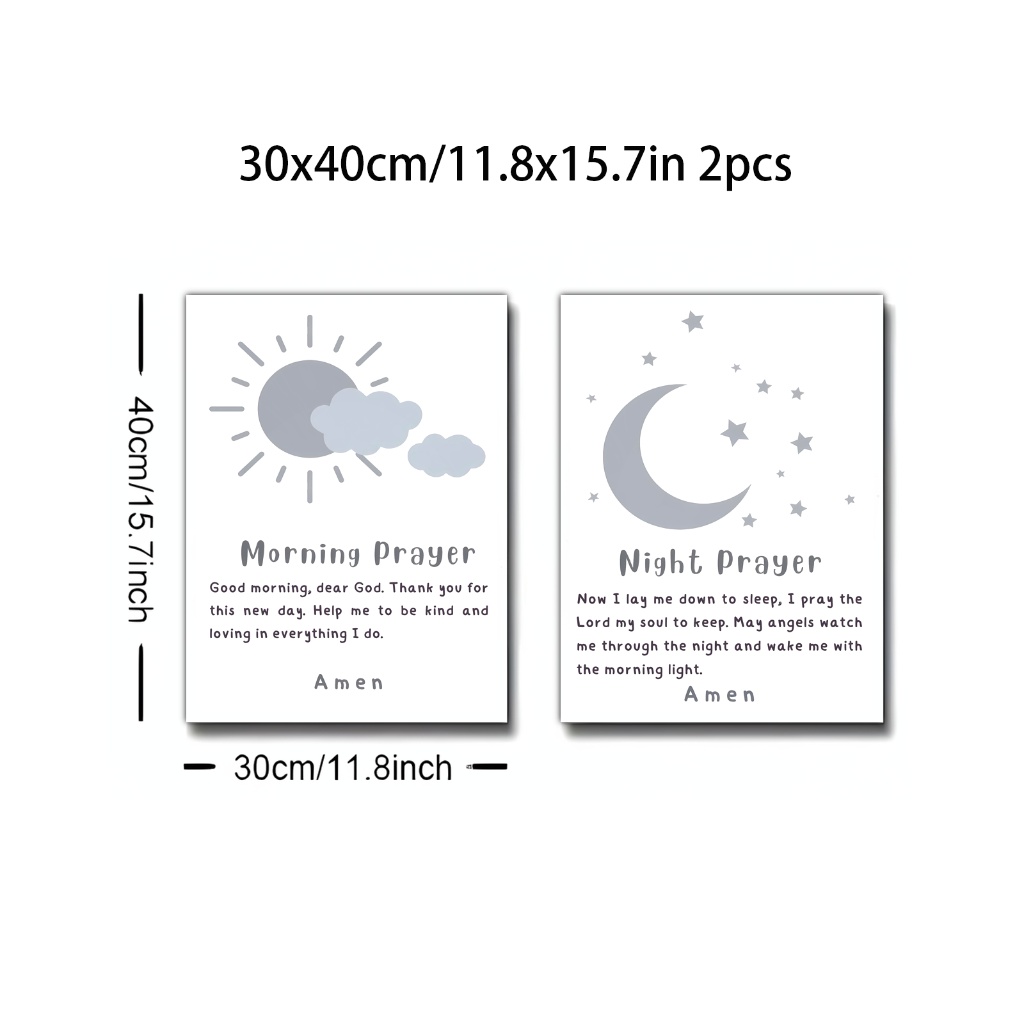 30x40cm/11.8x15.7in 2pcs
40cm/15.7inch
Morning Prayer
Good morning, dear God. Thank you for
this new day. Help me to be kind and
loving in everything I do.
Amen
Night Prayer
Now I lay me down to sleep, I pray the
Lord my soul to keep. May angels watch
me through the night and wake me with
the morning light.
Amen
30cm/11.8inch